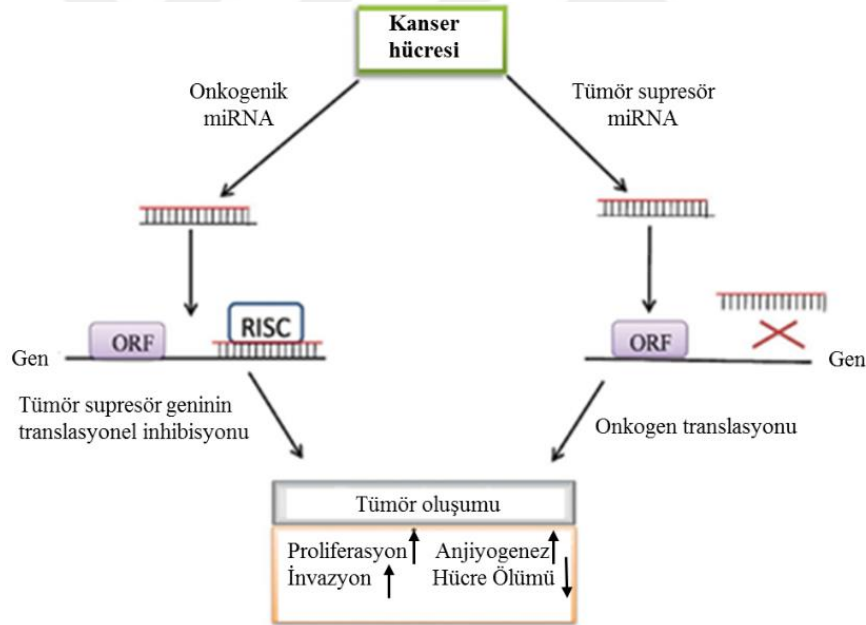 Kanser
hücresi
Onkogenik
miRNA
Tümör supresör
miRNA
RISC
ORF
Gen
ORF
Gen
Tümör supresör geninin
translasyonel inhibisyonu
Onkogen translasyonu
Tümör oluşumu
Proliferasyon Anjiyogenez
İnvazyon Hücre Ölümü